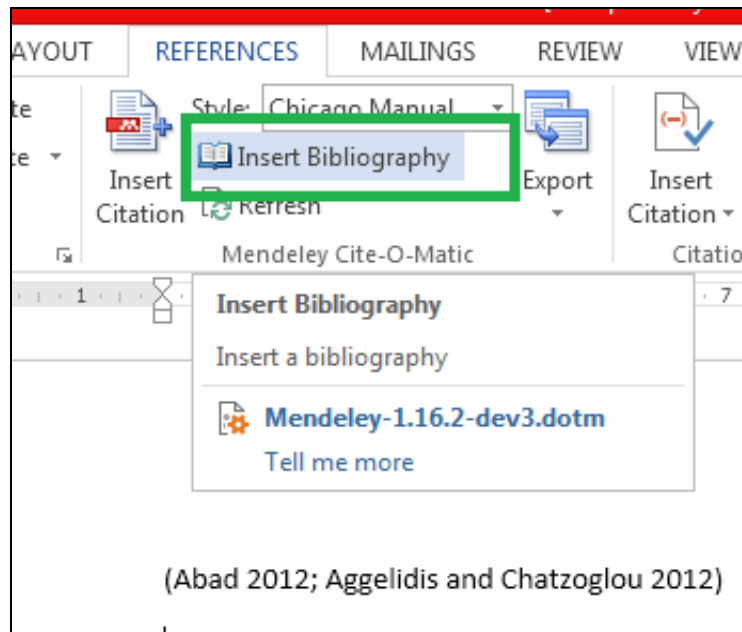 AYOUT REFERENCES MAILINGS REVIEW VIEW
Style: Chicago Manual
Insert Bibliography
Insert Citation
Refresh
Export
Insert Citation
Mendeley Cite-O-Matic
Citatio
1
7
Insert Bibliography
Insert a bibliography
Mendeley-1.16.2-dev3.dotm
Tell me more
(Abad 2012; Aggelidis and Chatzoglou 2012)